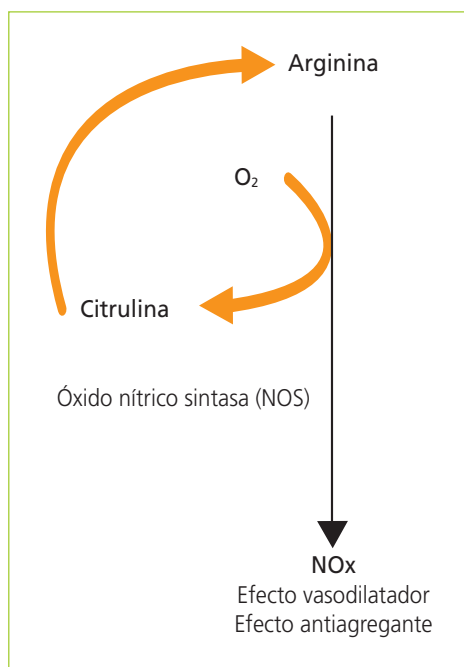 Arginina
O₂
Citrulina
Óxido nítrico sintasa (NOS)
NOx
Efecto vasodilatador
Efecto antiagregante